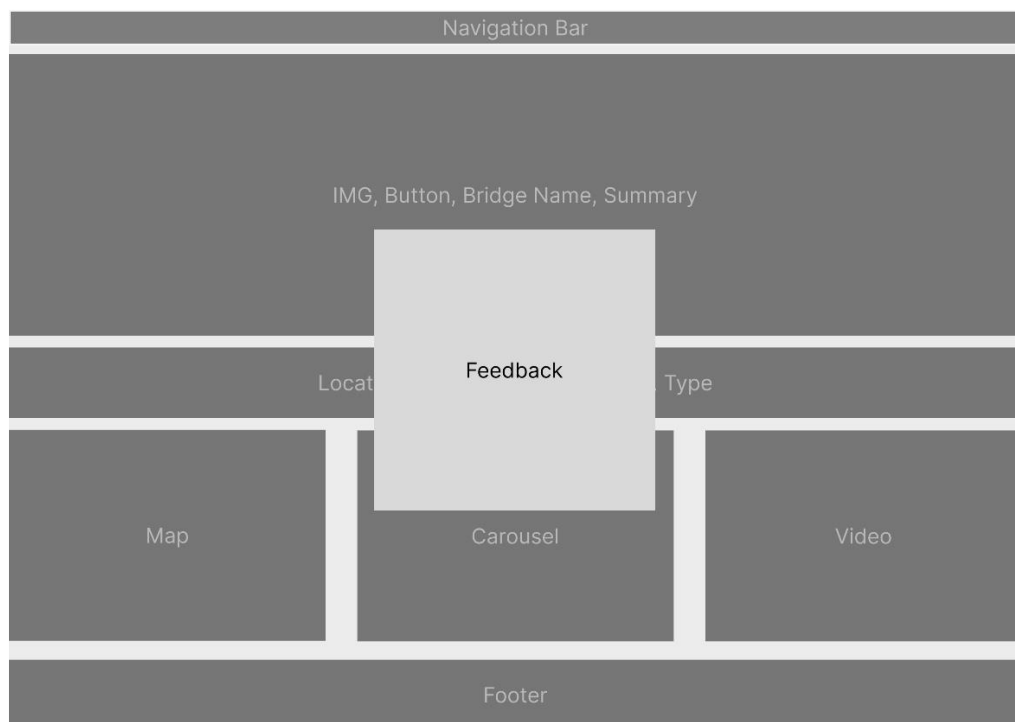 Navigation Bar
IMG, Button, Bridge Name, Summary
Feedback
Type
Map
Carousel
Video
Footer